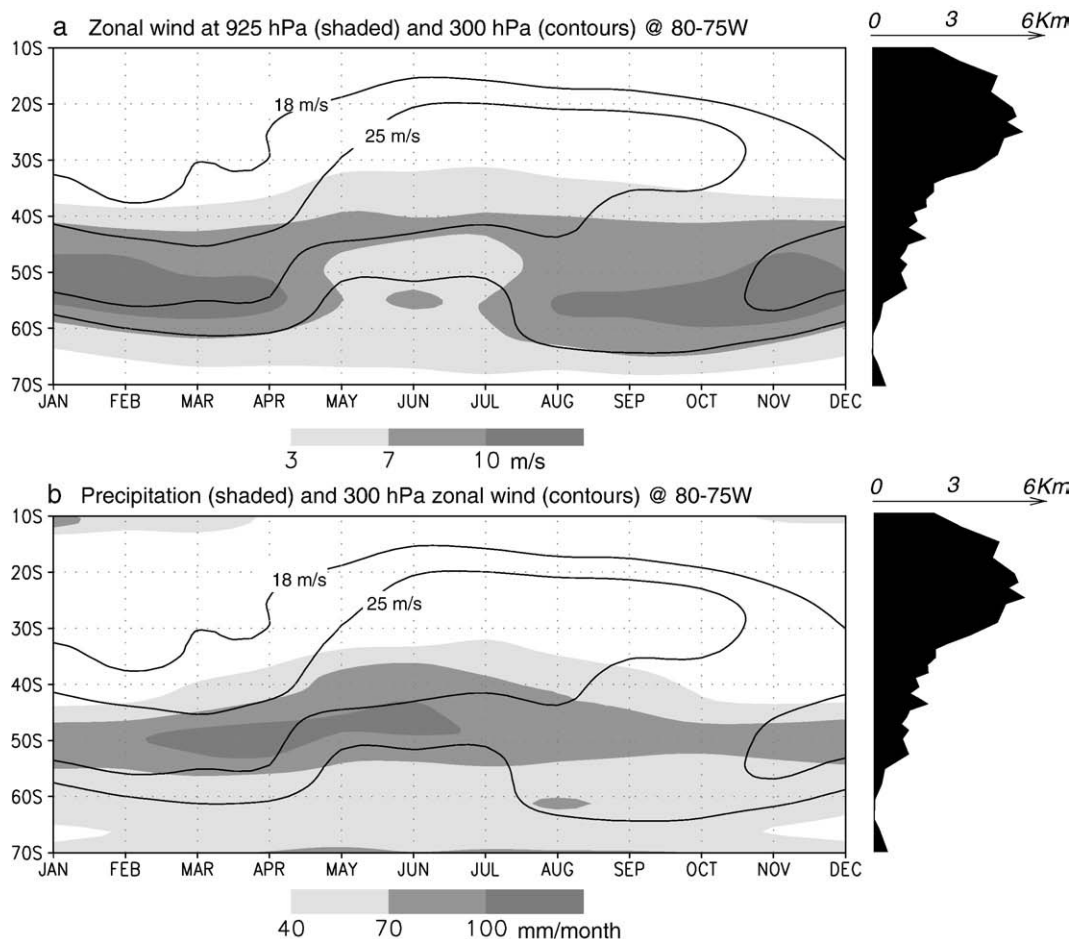 a Zonal wind at 925 hPa (shaded) and 300 hPa (contours) @ 80-75W
0 3 6Km
10S
20S
30S
40S
50S
60S
70S
18 m/s
25 m/s
JAN FEB MAR APR MAY JUN JUL AUG SEP OCT NOV DEC
3 7 10 m/s
b Precipitation (shaded) and 300 hPa zonal wind (contours) @ 80-75W
0 3 6Km
10S
20S
30S
40S
50S
60S
70S
18 m/s
25 m/s
JAN FEB MAR APR MAY JUN JUL AUG SEP OCT NOV DEC
40 70 100 mm/month